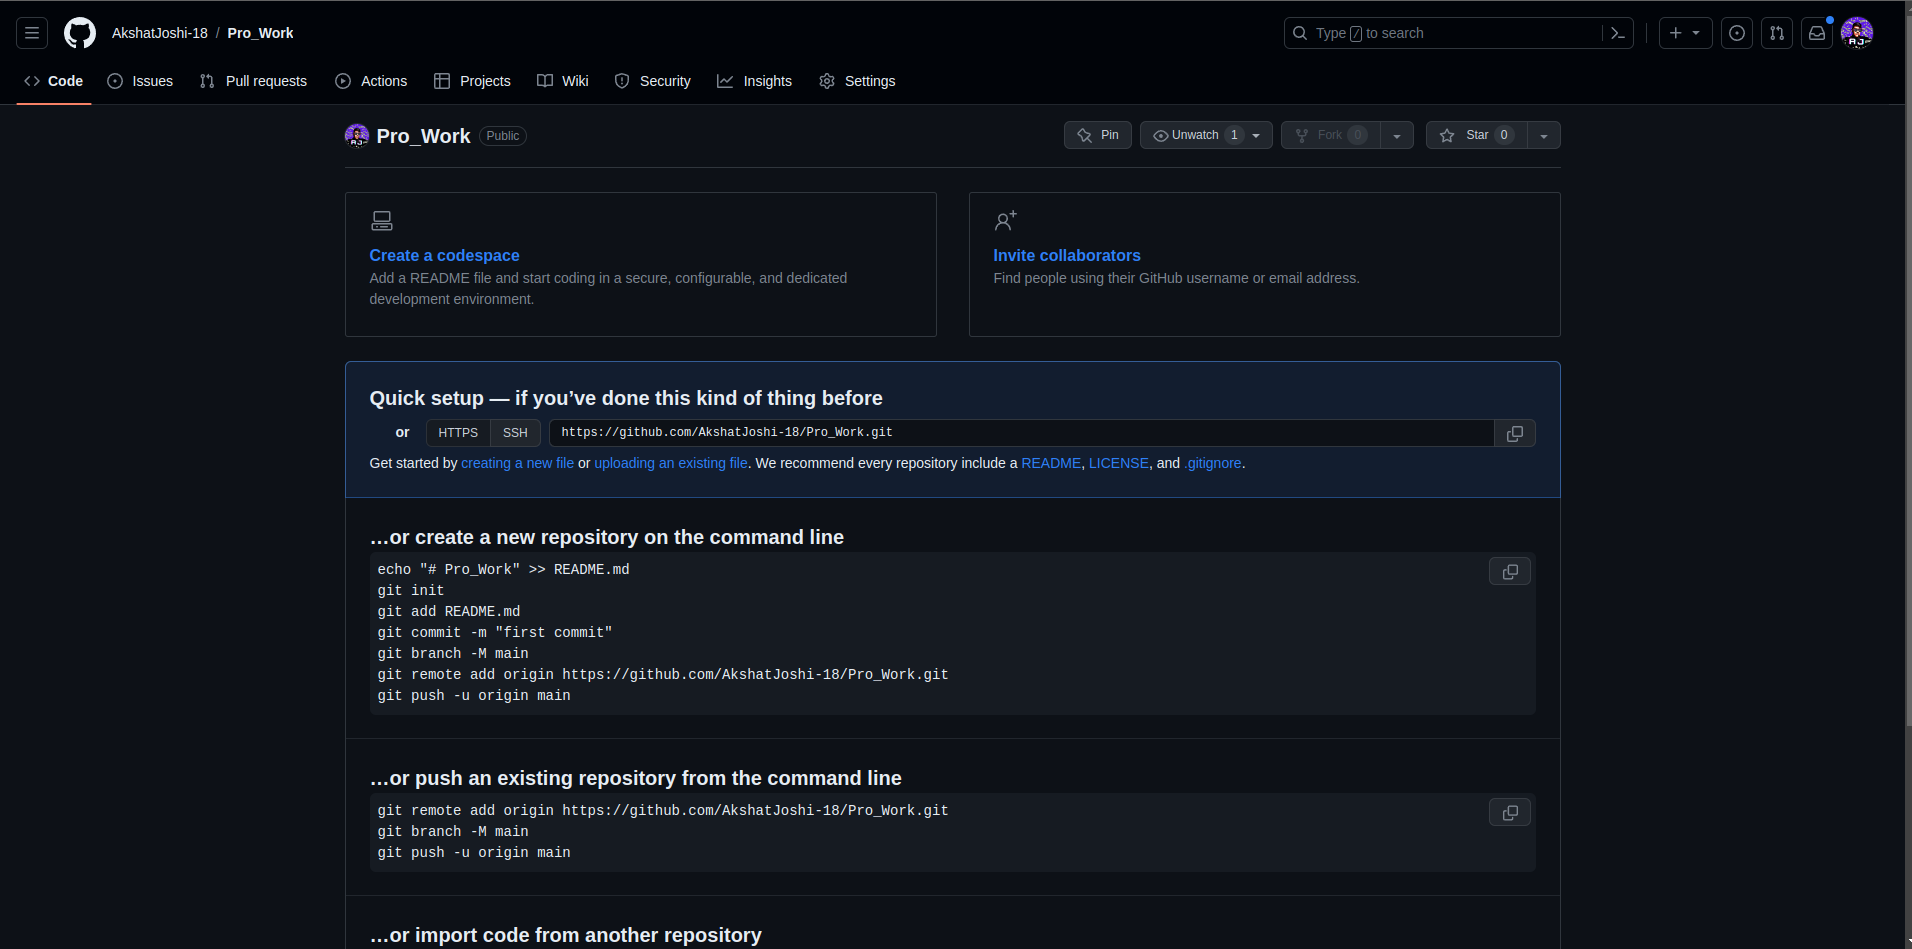 AkshatJoshi-18 / Pro_Work
Type / to search
Code Issues Pull requests Actions Projects Wiki Security Insights Settings
Pro_Work Public
Pin Unwatch 1 Fork 0 Star 0
Create a codespace
Add a README file and start coding in a secure, configurable, and dedicated
development environment.
Invite collaborators
Find people using their GitHub username or email address.
Quick setup — if you’ve done this kind of thing before
or HTTPS SSH https://github.com/AkshatJoshi-18/Pro_Work.git
Get started by creating a new file or uploading an existing file. We recommend every repository include a README, LICENSE, and .gitignore.
…or create a new repository on the command line
echo "# Pro_Work" >> README.md
git init
git add README.md
git commit -m "first commit"
git branch -M main
git remote add origin https://github.com/AkshatJoshi-18/Pro_Work.git
git push -u origin main
…or push an existing repository from the command line
git remote add origin https://github.com/AkshatJoshi-18/Pro_Work.git
git branch -M main
git push -u origin main
…or import code from another repository